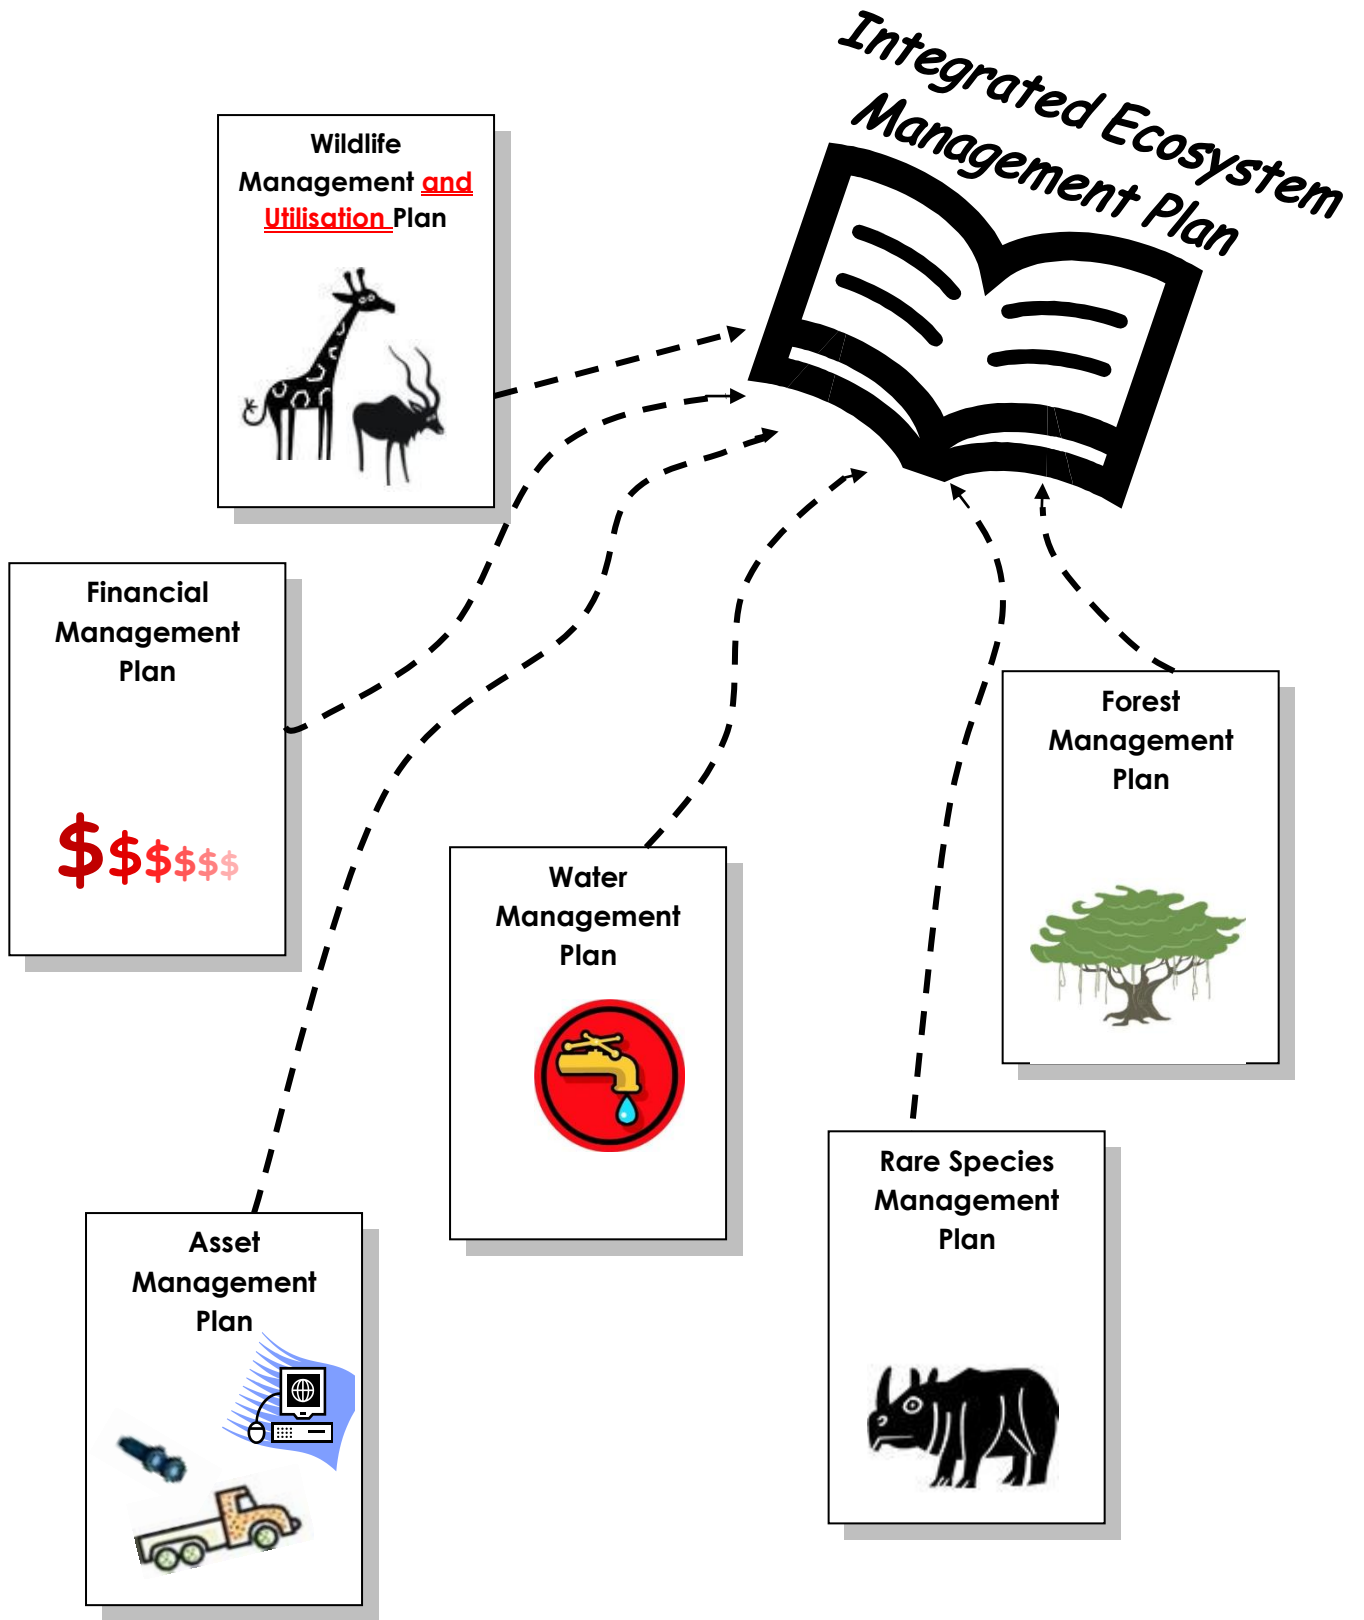 Integrated Ecosystem
Management Plan
Wildlife
Management and
Utilisation Plan
Financial
Management
Plan
$$$$$$
Forest
Management
Plan
Water
Management
Plan
Rare Species
Management
Plan
Asset
Management
Plan